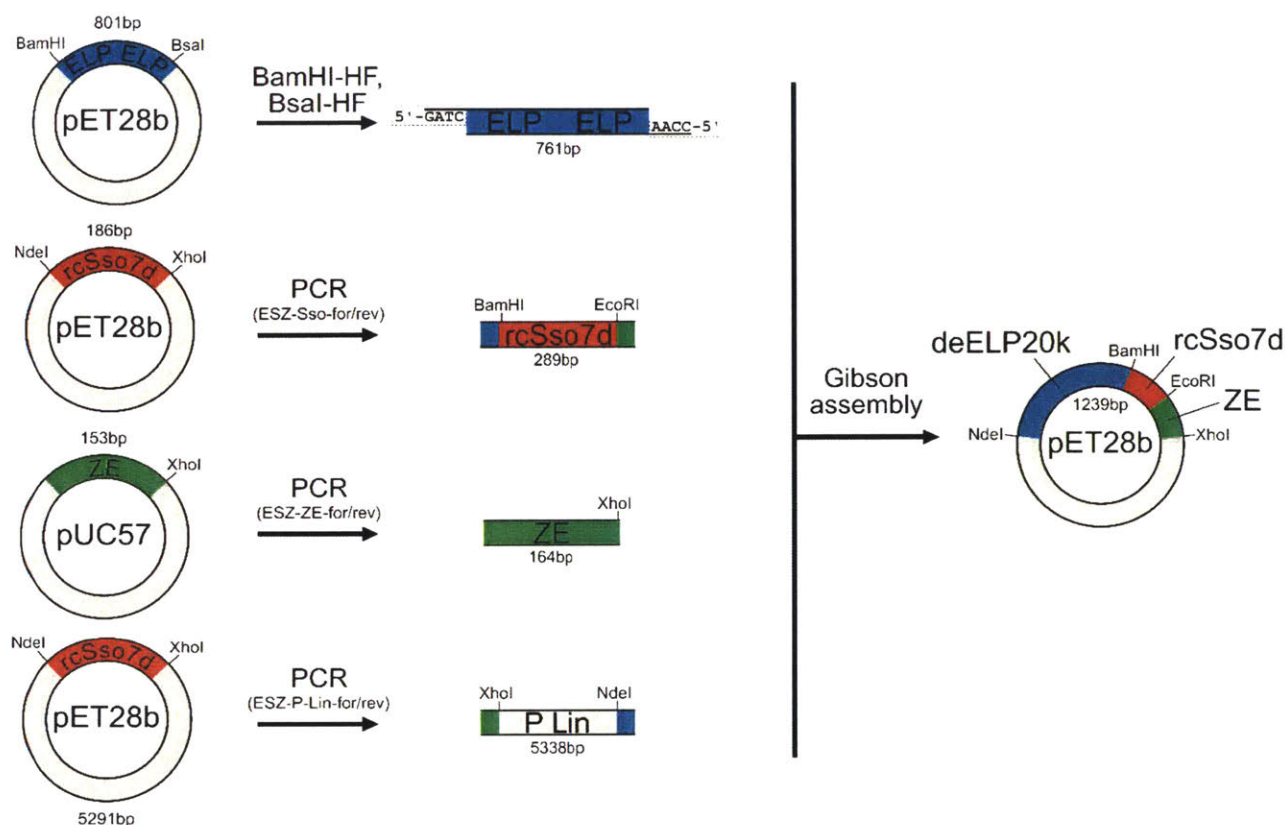 801bp
BamHI
BsaI
ELP ELP
pET28b
BamHI-HF,
BsaI-HF
5'-GATC
ELP ELP
AACC-5'
761bp
186bp
NdeI
XhoI
rcSso7d
pET28b
PCR
(ESZ-Sso-for/rev)
BamHI
EcoRI
rcSso7d
289bp
153bp
XhoI
ZE
pUC57
PCR
(ESZ-ZE-for/rev)
XhoI
ZE
164bp
NdeI
XhoI
rcSso7d
pET28b
5291bp
PCR
(ESZ-P-Lin-for/rev)
XhoI
NdeI
P Lin
5338bp
Gibson
assembly
deELP20k
rcSso7d
BamHI
EcoRI
ZE
1239bp
NdeI
XhoI
pET28b